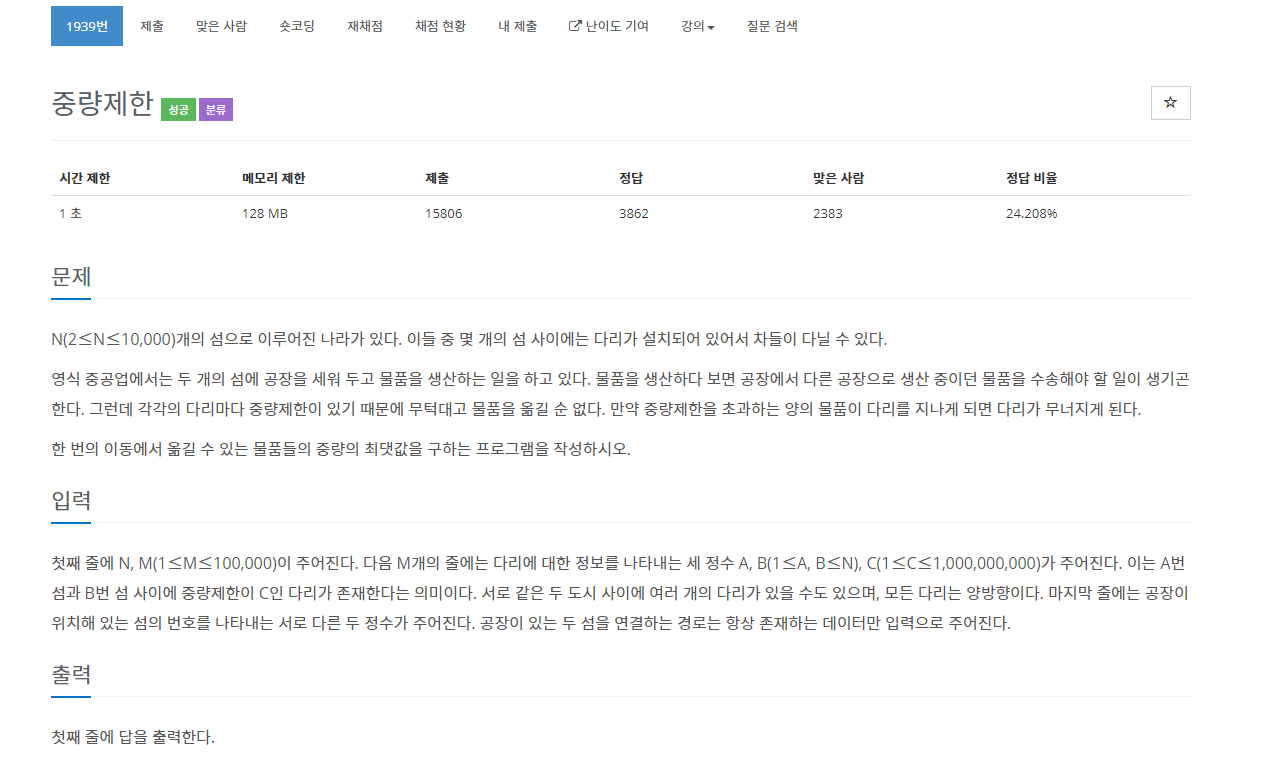 1939번 제출 맞은 사람 숏코딩 재채점 채점 현황 내 제출 난이도 기여 강의 질문 검색
중량제한 성공 분류
시간 제한 메모리 제한 제출 정답 맞은 사람 정답 비율
1 초 128 MB 15806 3862 2383 24.208%
문제
N(2≤N≤10,000)개의 섬으로 이루어진 나라가 있다. 이들 중 몇 개의 섬 사이에는 다리가 설치되어 있어서 차들이 다닐 수 있다.
영식 중공업에서는 두 개의 섬에 공장을 세워 두고 물품을 생산하는 일을 하고 있다. 물품을 생산하다 보면 공장에서 다른 공장으로 생산 중이던 물품을 수송해야 할 일이 생기곤
한다. 그런데 각각의 다리마다 중량제한이 있기 때문에 무턱대고 물품을 옮길 순 없다. 만약 중량제한을 초과하는 양의 물품이 다리를 지나게 되면 다리가 무너지게 된다.
한 번의 이동에서 옮길 수 있는 물품들의 중량의 최댓값을 구하는 프로그램을 작성하시오.
입력
첫째 줄에 N, M(1≤M≤100,000)이 주어진다. 다음 M개의 줄에는 다리에 대한 정보를 나타내는 세 정수 A, B(1≤A, B≤N), C(1≤C≤1,000,000,000)가 주어진다. 이는 A번
섬과 B번 섬 사이에 중량제한이 C인 다리가 존재한다는 의미이다. 서로 같은 두 도시 사이에 여러 개의 다리가 있을 수도 있으며, 모든 다리는 양방향이다. 마지막 줄에는 공장이
위치해 있는 섬의 번호를 나타내는 서로 다른 두 정수가 주어진다. 공장이 있는 두 섬을 연결하는 경로는 항상 존재하는 데이터만 입력으로 주어진다.
출력
첫째 줄에 답을 출력한다.